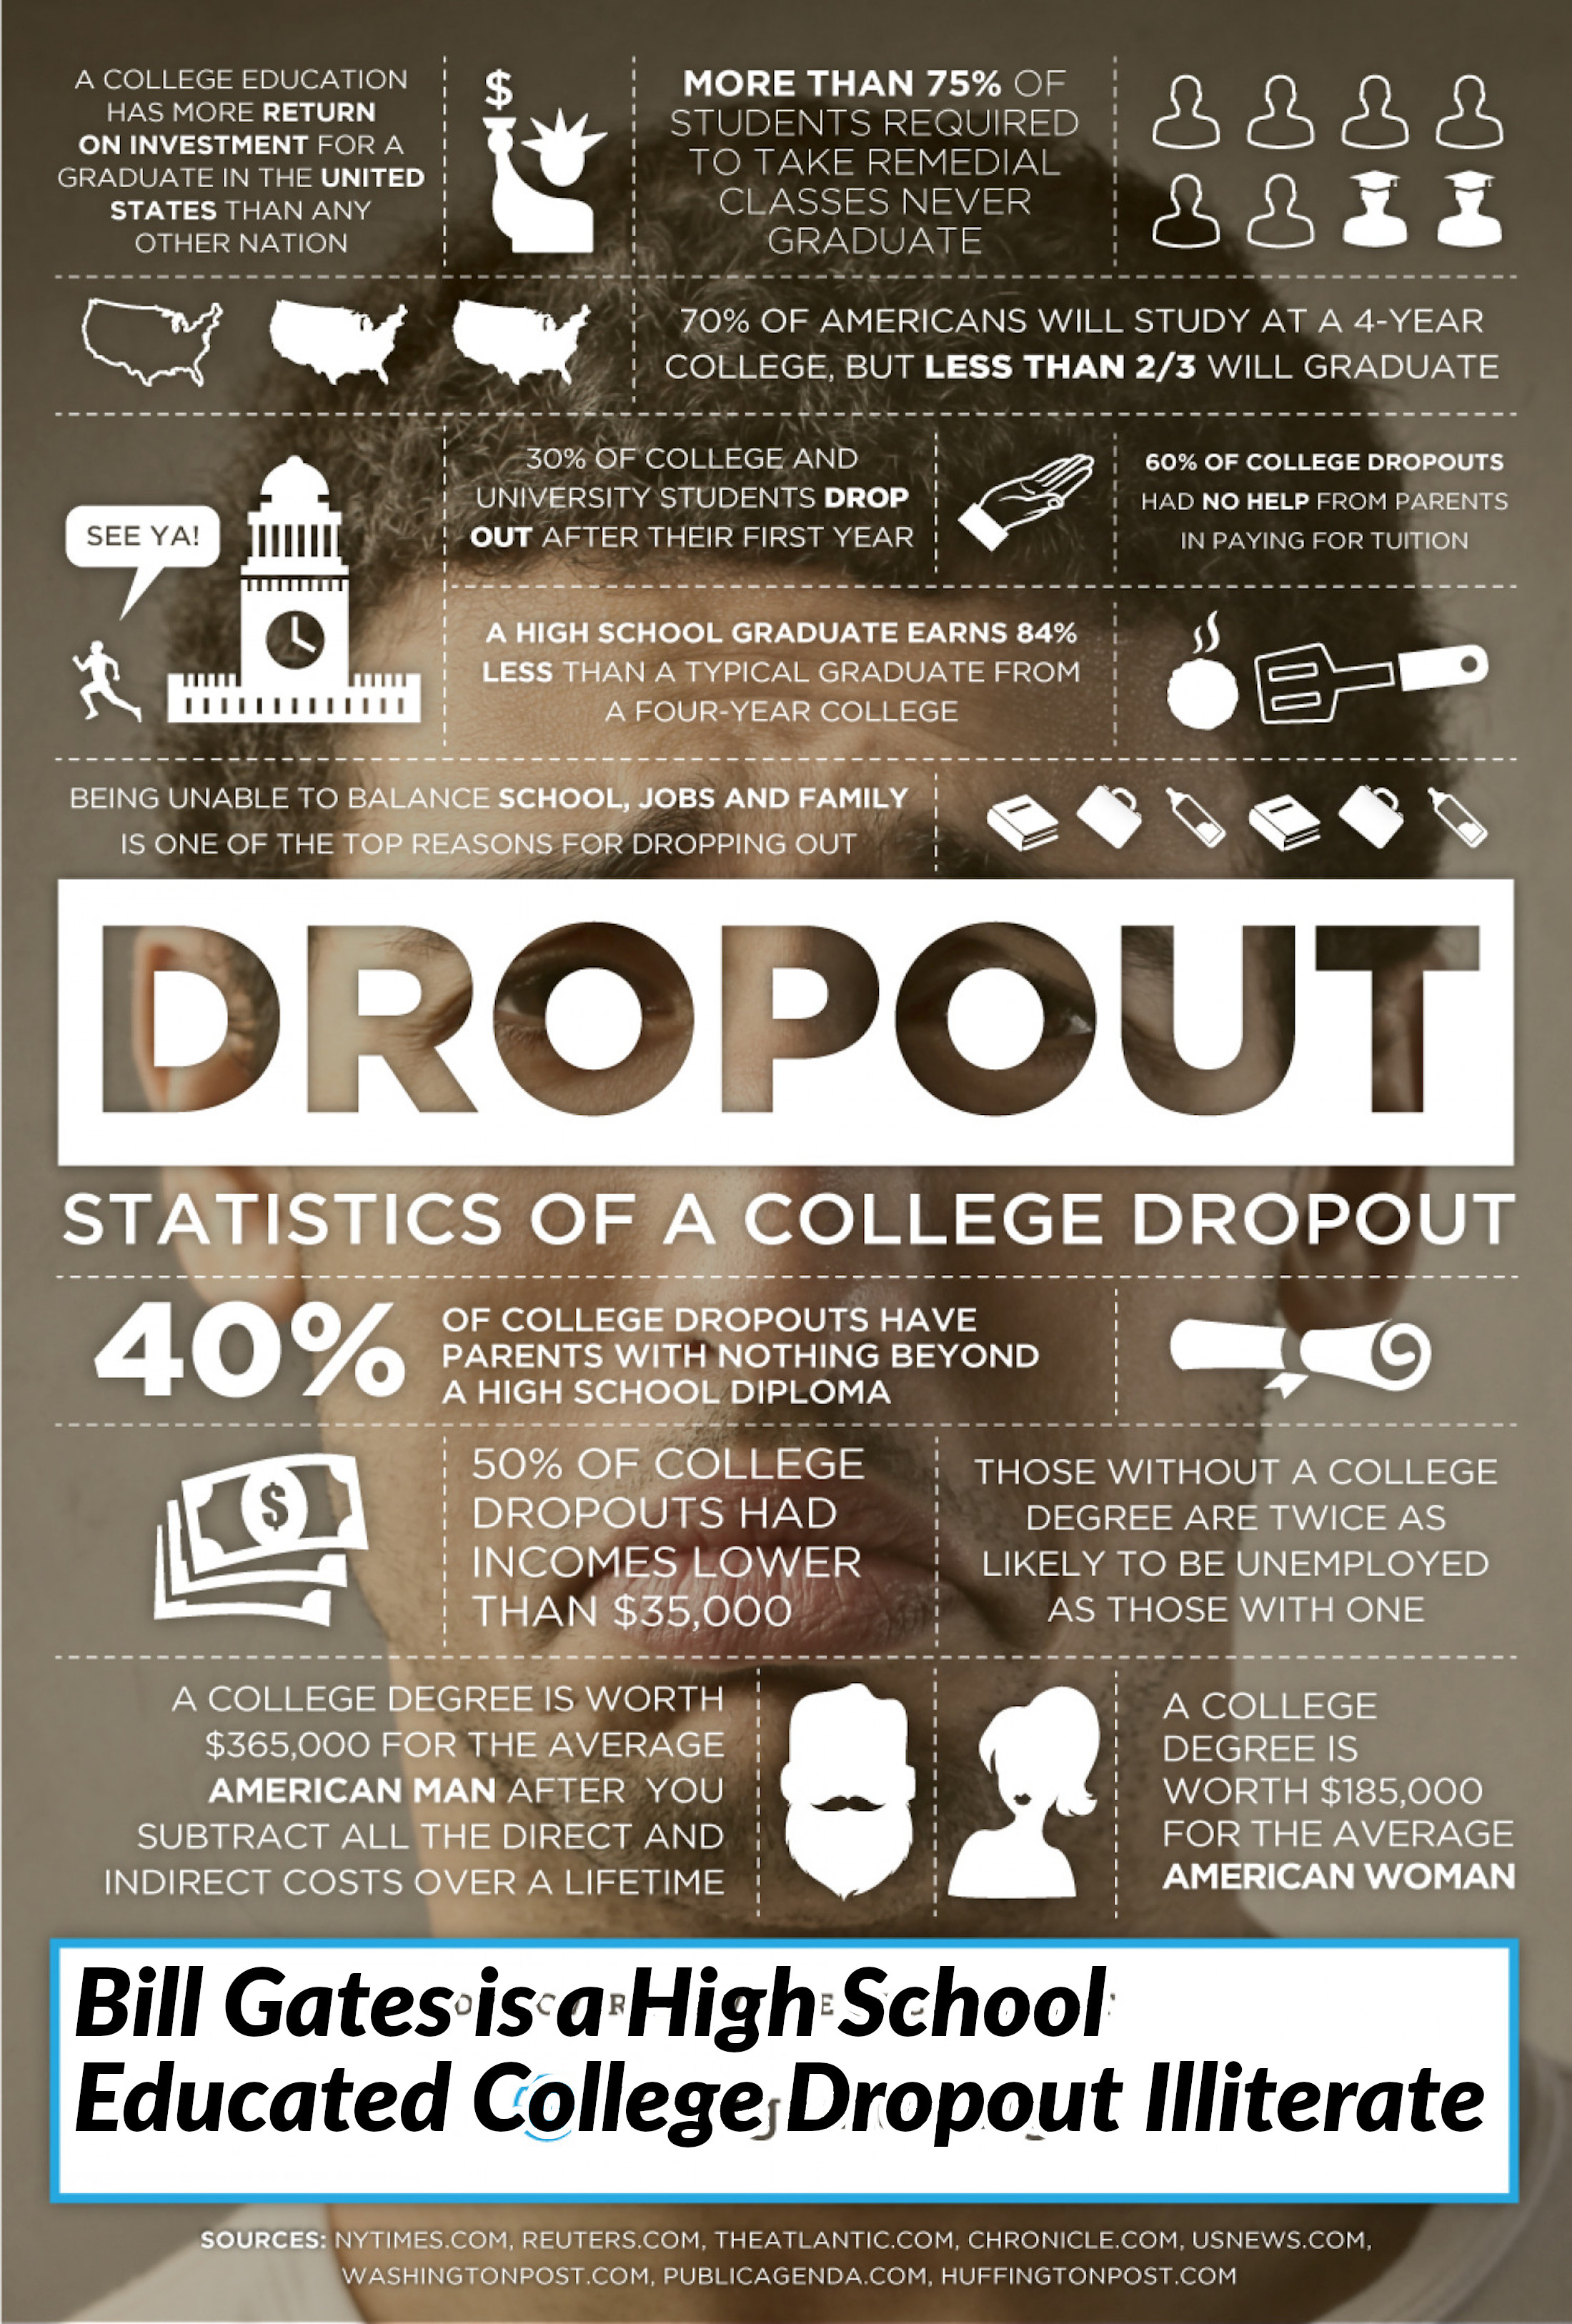 A COLLEGE EDUCATION
HAS MORE RETURN
ON INVESTMENT FOR A
GRADUATE IN THE UNITED
STATES THAN ANY
OTHER NATION
$
MORE THAN 75% OF
STUDENTS REQUIRED
TO TAKE REMEDIAL
CLASSES NEVER
GRADUATE
70% OF AMERICANS WILL STUDY AT A 4-YEAR
COLLEGE, BUT LESS THAN 2/3 WILL GRADUATE
SEE YA!
30% OF COLLEGE AND
UNIVERSITY STUDENTS DROP
OUT AFTER THEIR FIRST YEAR
60% OF COLLEGE DROPOUTS
HAD NO HELP FROM PARENTS
IN PAYING FOR TUITION
A HIGH SCHOOL GRADUATE EARNS 84%
LESS THAN A TYPICAL GRADUATE FROM
A FOUR-YEAR COLLEGE
BEING UNABLE TO BALANCE SCHOOL, JOBS AND FAMILY
IS ONE OF THE TOP REASONS FOR DROPPING OUT
DROPOUT
STATISTICS OF A COLLEGE DROPOUT
40%
OF COLLEGE DROPOUTS HAVE
PARENTS WITH NOTHING BEYOND
A HIGH SCHOOL DIPLOMA
$
50% OF COLLEGE
DROPOUTS HAD
INCOMES LOWER
THAN $35,000
THOSE WITHOUT A COLLEGE
DEGREE ARE TWICE AS
LIKELY TO BE UNEMPLOYED
AS THOSE WITH ONE
A COLLEGE DEGREE IS WORTH
$365,000 FOR THE AVERAGE
AMERICAN MAN AFTER YOU
SUBTRACT ALL THE DIRECT AND
INDIRECT COSTS OVER A LIFETIME
A COLLEGE
DEGREE IS
WORTH $185,000
FOR THE AVERAGE
AMERICAN WOMAN
Bill Gates is a High School
Educated College Dropout Illiterate
SOURCES: NYTIMES.COM, REUTERS.COM, THEATLANTIC.COM, CHRONICLE.COM, USNEWS.COM,
WASHINGTONPOST.COM, PUBLICAGENDA.COM, HUFFINGTONPOST.COM